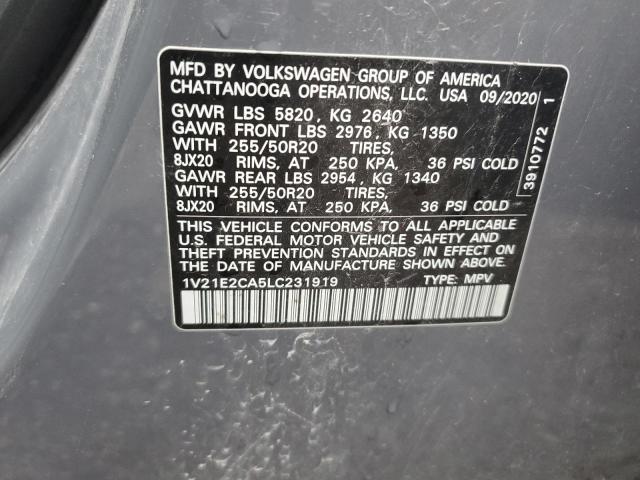 MFD BY VOLKSWAGEN GROUP OF AMERICA
CHATTANOOGA OPERATIONS, LLC. USA 09/2020
GVWR LBS 5820, KG 2640
GAWR FRONT LBS 2976, KG 1350
WITH 255/50R20 TIRES,
8JX20 RIMS, AT 250 KPA, 36 PSI COLD
GAWR REAR LBS 2954, KG 1340
WITH 255/50R20 TIRES,
8JX20 RIMS, AT 250 KPA, 36 PSI COLD
THIS VEHICLE CONFORMS TO ALL APPLICABLE
U.S. FEDERAL MOTOR VEHICLE SAFETY AND
THEFT PREVENTION STANDARDS IN EFFECT ON
THE DATE OF MANUFACTURE SHOWN ABOVE.
1V21E2CA5LC231919 TYPE: MPV
3910772 1